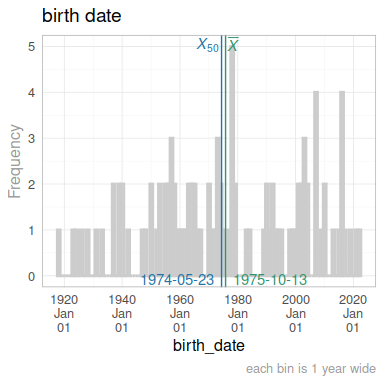 birth date
X50 X̅
5
4
3
2
1
0
Frequency
1974-05-23 1975-10-13
1920 1940 1960 1980 2000 2020
Jan Jan Jan Jan Jan Jan
01 01 01 01 01 01
birth_date
each bin is 1 year wide